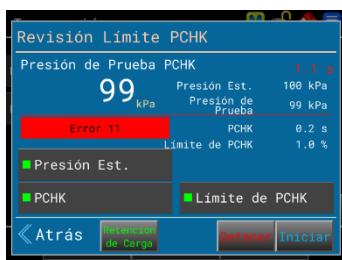 Revisión Límite PCHK
Presión de Prueba PCHK
1.1 s
99 kPa
Presión Est. 100 kPa
Presión de Prueba 99 kPa
Error 11
PCHK 0.2 s
Límite de PCHK 1.0 %
Presión Est.
PCHK
Límite de PCHK
Atrás
Retención
de Carga
Detener
Iniciar